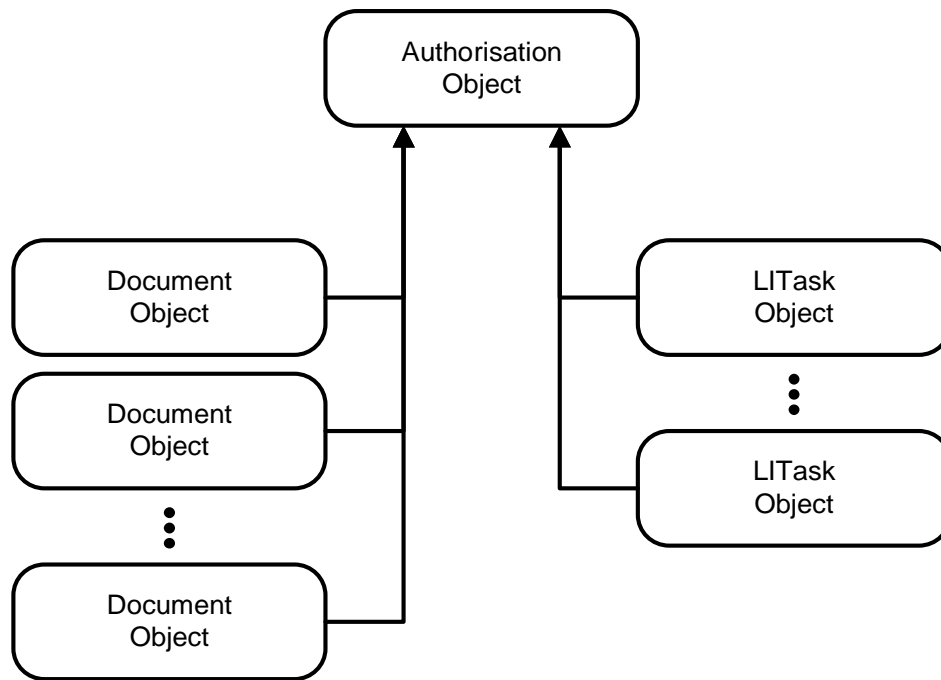 Authorisation
Object
Document
Object
Document
Object
Document
Object
LITask
Object
LITask
Object